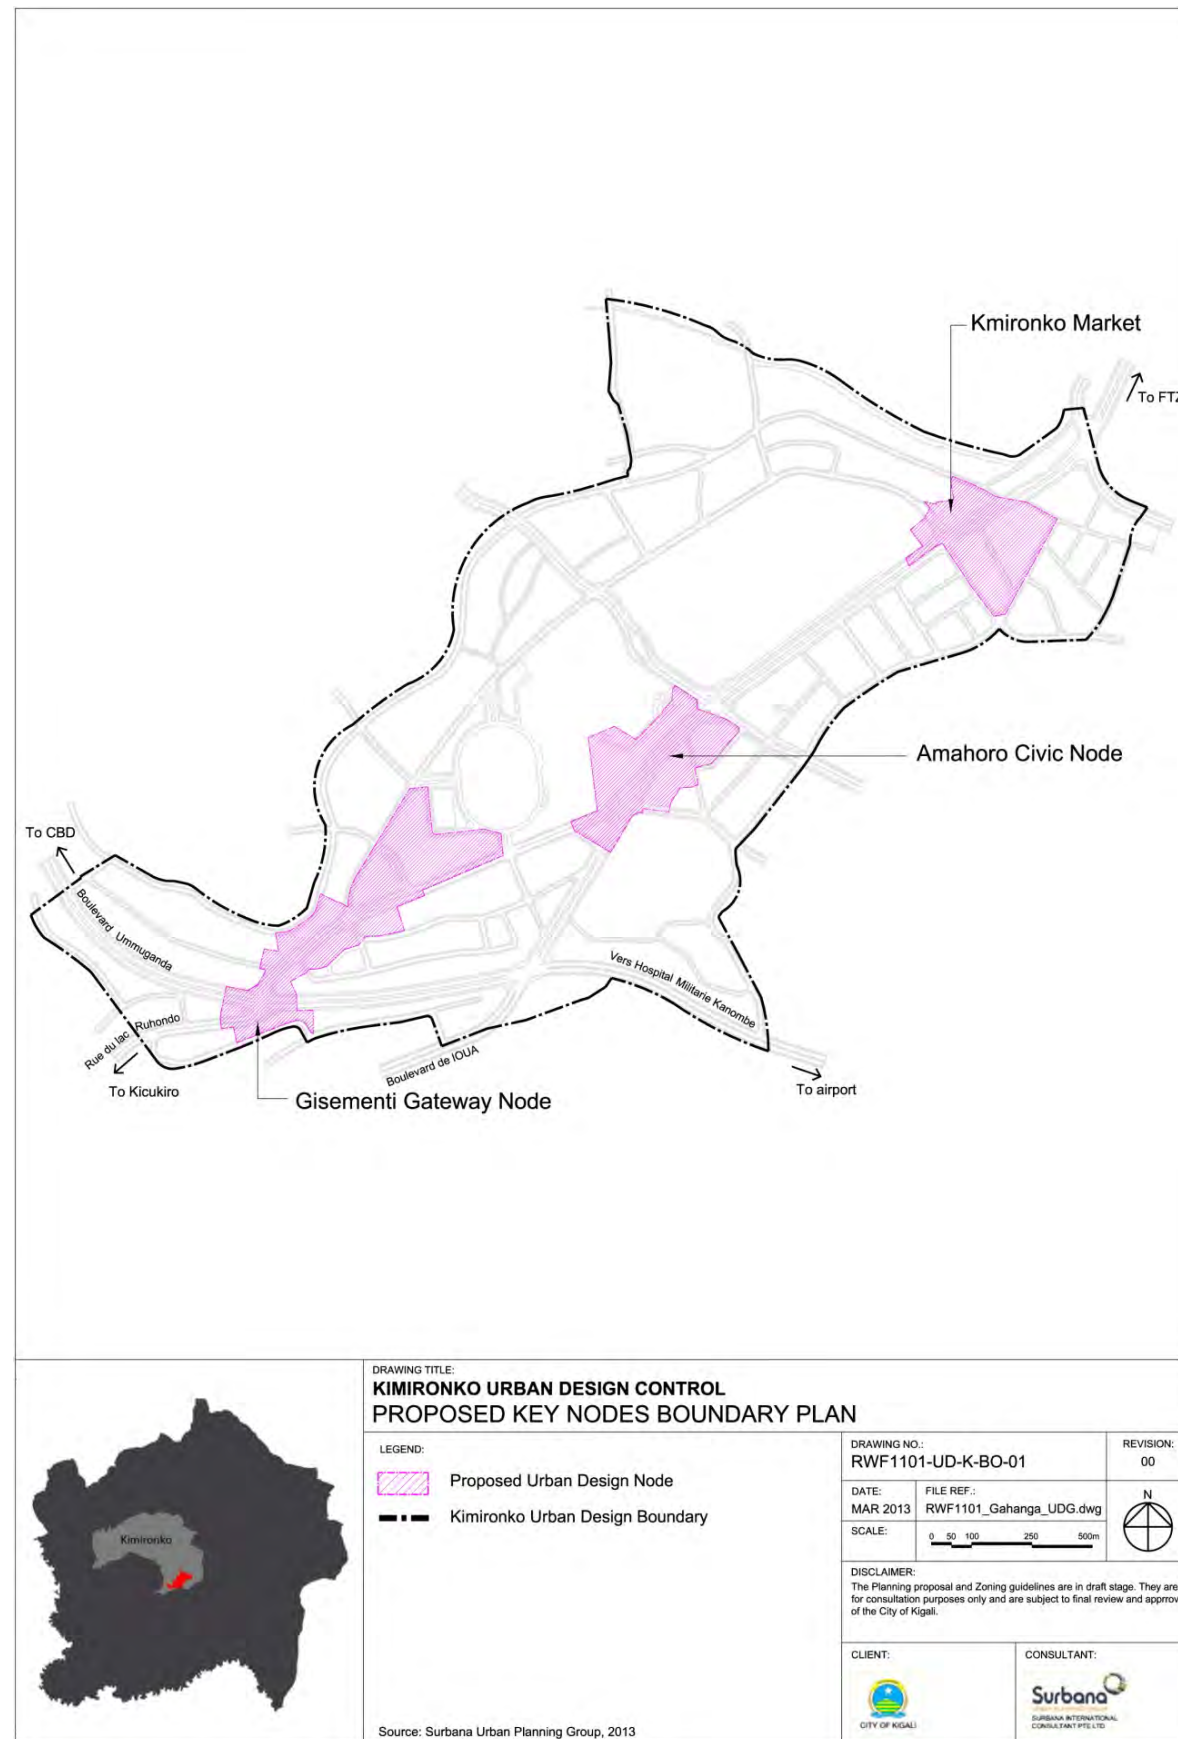 Kmironko Market
To FTZ
Amahoro Civic Node
To CBD
Boulevard Ummuganda
Vers Hospital Militarie Kanombe
Rue du lac Ruhondo
Boulevard de IOUA
To Kicukiro
To airport
Gisementi Gateway Node
DRAWING TITLE:
KIMIRONKO URBAN DESIGN CONTROL
PROPOSED KEY NODES BOUNDARY PLAN
LEGEND:
Proposed Urban Design Node
Kimironko Urban Design Boundary
Kimironko
Source: Surbana Urban Planning Group, 2013
DRAWING NO.:
RWF1101-UD-K-BO-01
REVISION:
00
DATE:
MAR 2013
FILE REF.:
RWF1101_Gahanga_UDG.dwg
N
SCALE:
0 50 100 250 500m
DISCLAIMER:
The Planning proposal and Zoning guidelines are in draft stage. They are
for consultation purposes only and are subject to final review and approv
of the City of Kigali.
CLIENT:
CITY OF KIGALI
CONSULTANT:
Surbana
SURBANA INTERNATIONAL
CONSULTANT PTE LTD